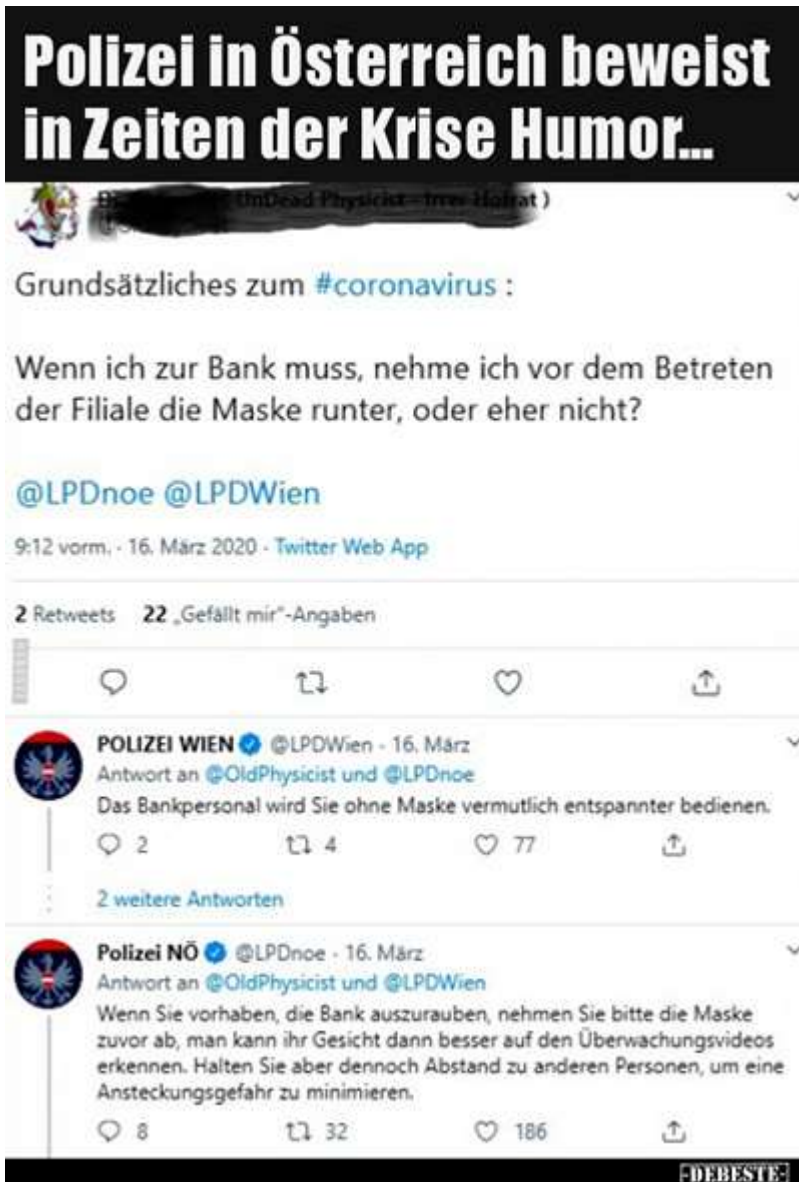 Polizei in Österreich beweist
in Zeiten der Krise Humor...
UnDead Physicist - Irrer Hofrat )
Grundsätzliches zum #coronavirus :
Wenn ich zur Bank muss, nehme ich vor dem Betreten
der Filiale die Maske runter, oder eher nicht?
@LPDnoe @LPDWien
9:12 vorm. · 16. März 2020 · Twitter Web App
2 Retweets 22 „Gefällt mir"-Angaben
POLIZEI WIEN @LPDWien · 16. März
Antwort an @OldPhysicist und @LPDnoe
Das Bankpersonal wird Sie ohne Maske vermutlich entspannter bedienen.
2 4 77
2 weitere Antworten
Polizei NÖ @LPDnoe · 16. März
Antwort an @OldPhysicist und @LPDWien
Wenn Sie vorhaben, die Bank auszurauben, nehmen Sie bitte die Maske
zuvor ab, man kann ihr Gesicht dann besser auf den Überwachungsvideos
erkennen. Halten Sie aber dennoch Abstand zu anderen Personen, um eine
Ansteckungsgefahr zu minimieren.
8 32 186
DEBESTE